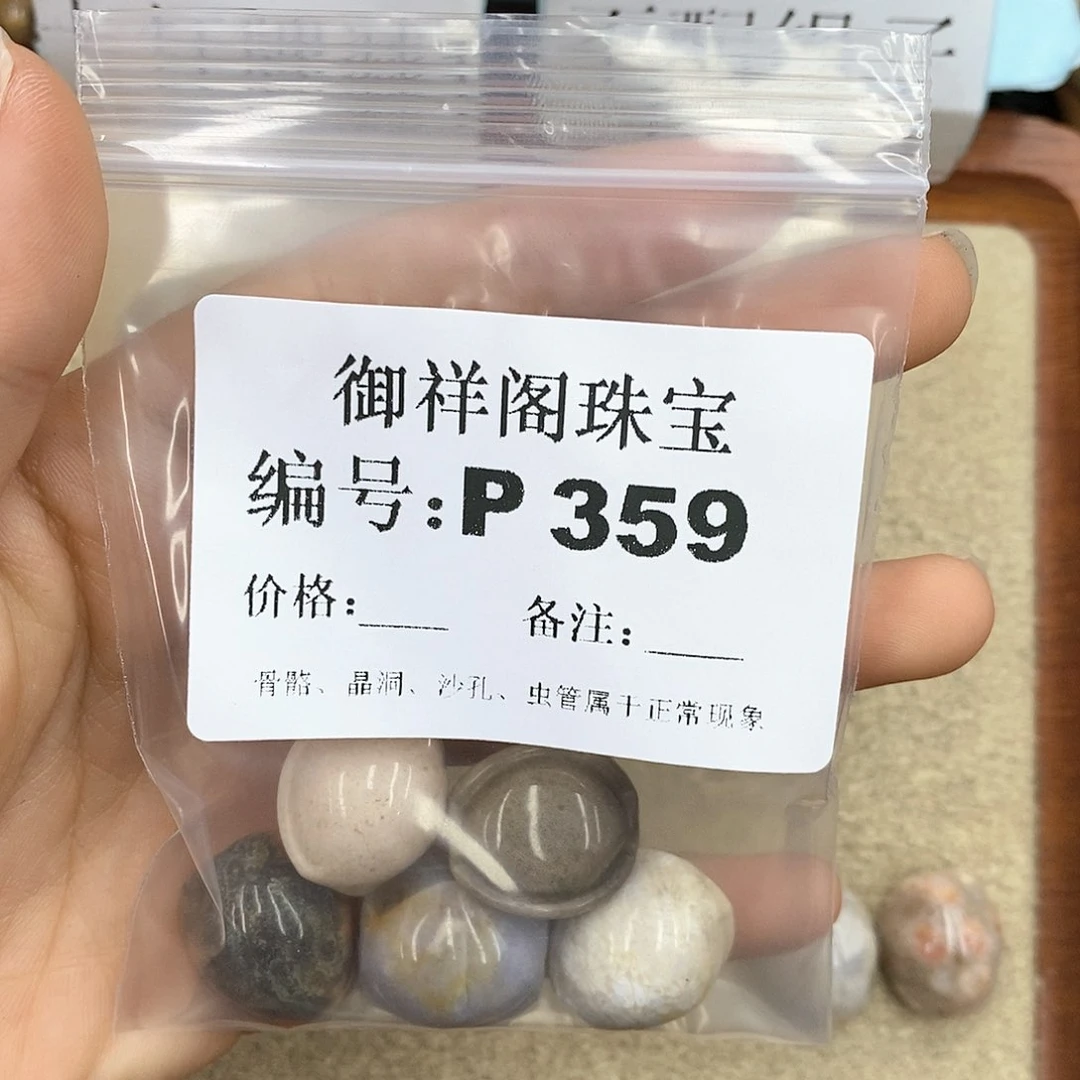 御祥阁珠宝
编号:P 359
价格:____ 备注:____
骨骼、晶洞、沙孔、虫管属于正常现象